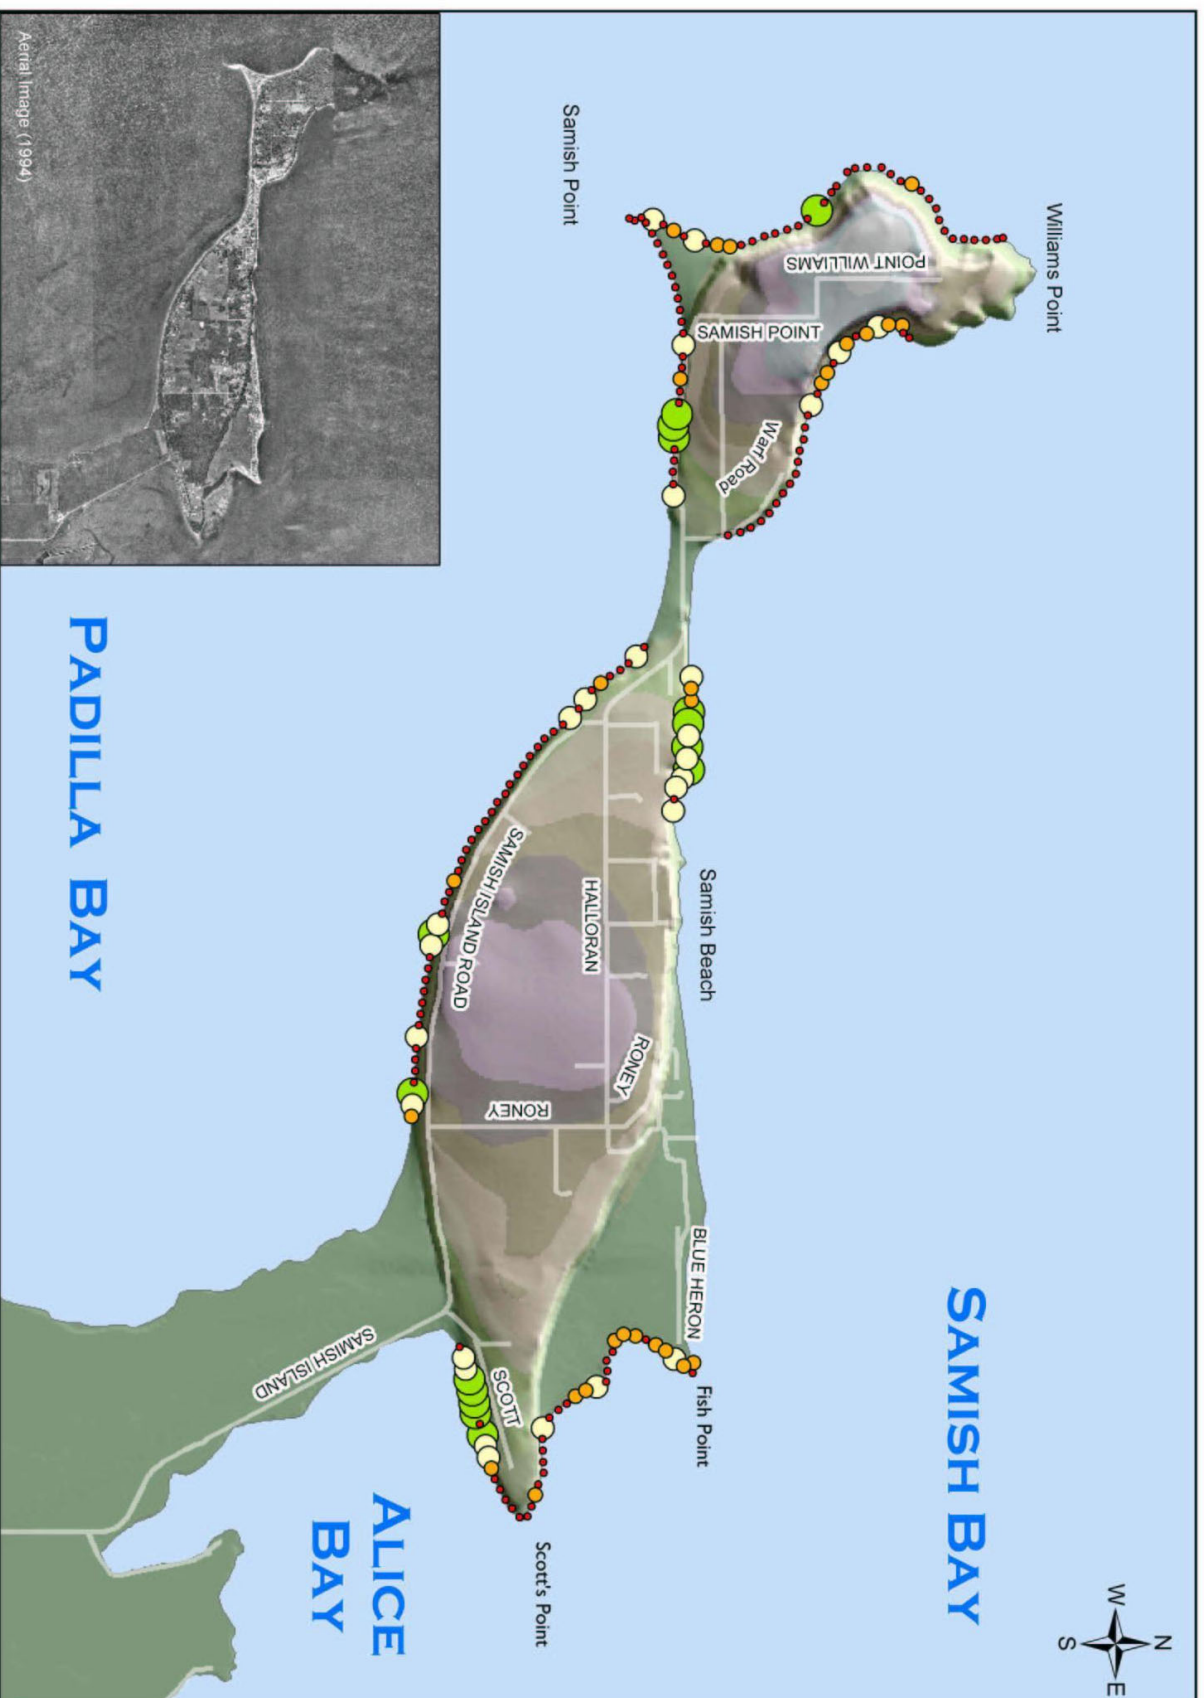 Williams Point
Samish Point
POINT WILLIAMS
SAMISH POINT
Warf Road
SAMISH BAY
N
W
E
S
Samish Beach
HALLORAN
SAMISH ISLAND ROAD
RONEY
RONEY
BLUE HERON
Fish Point
SCOTT
SAMISH ISLAND
Scott's Point
PADILLA BAY
ALICE
BAY
Aerial Image (1994)